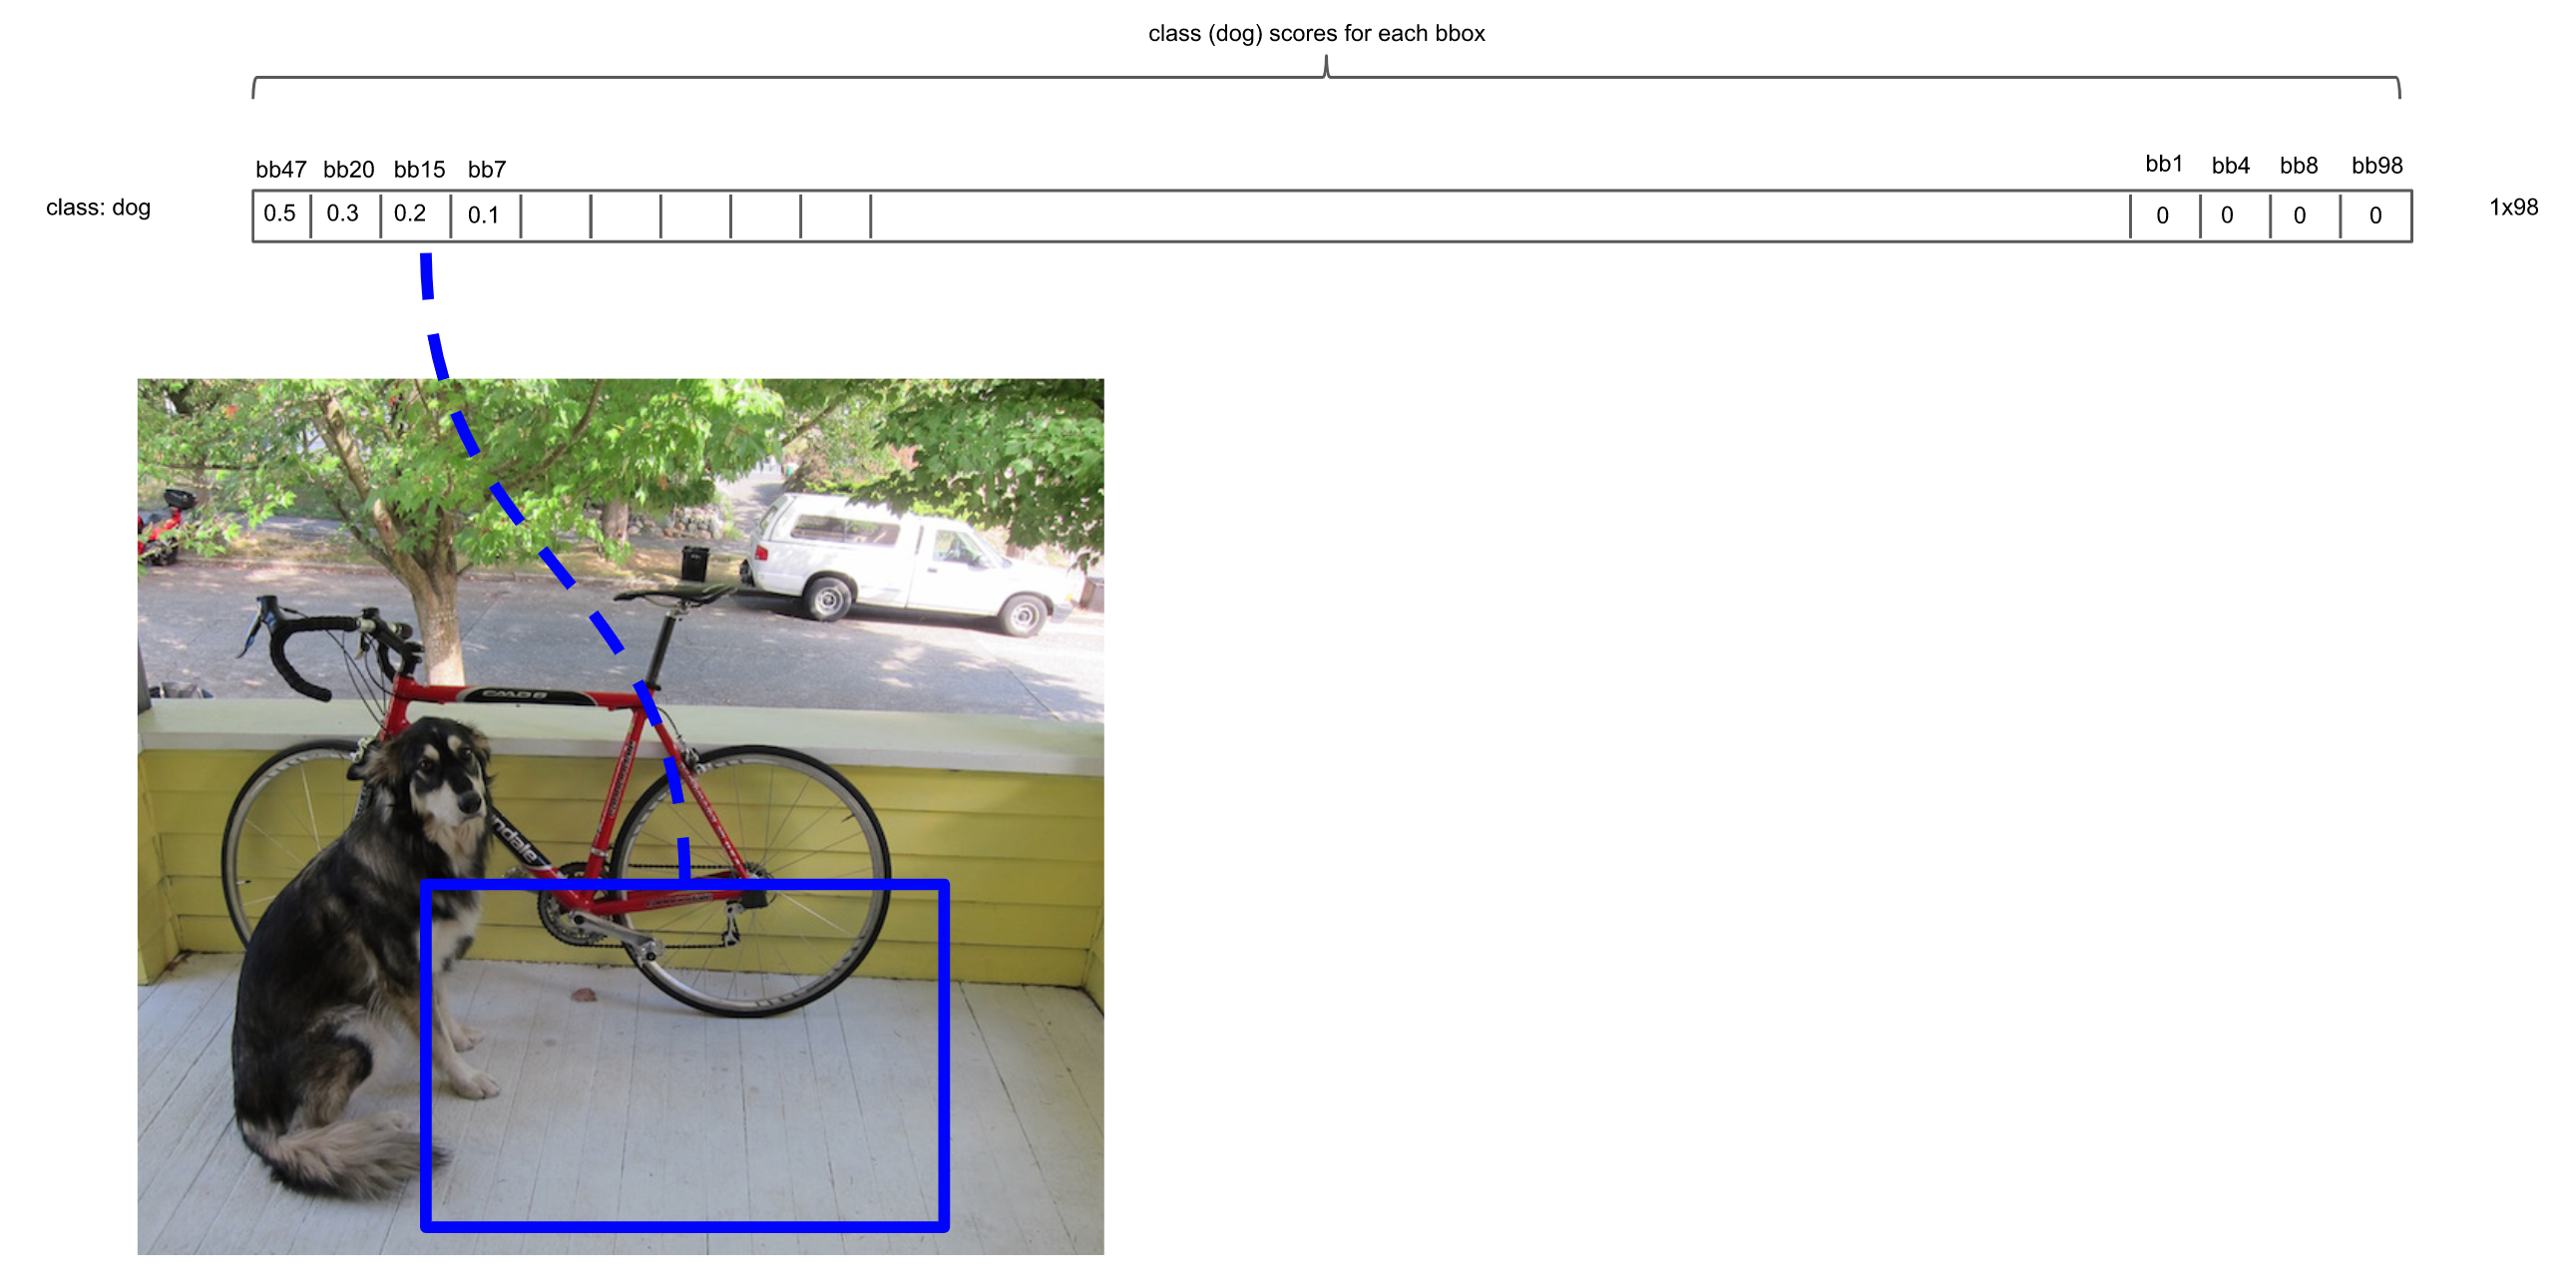 class (dog) scores for each bbox
bb47 bb20 bb15 bb7 bb1 bb4 bb8 bb98
class: dog 0.5 0.3 0.2 0.1 0 0 0 0 1x98
ndale